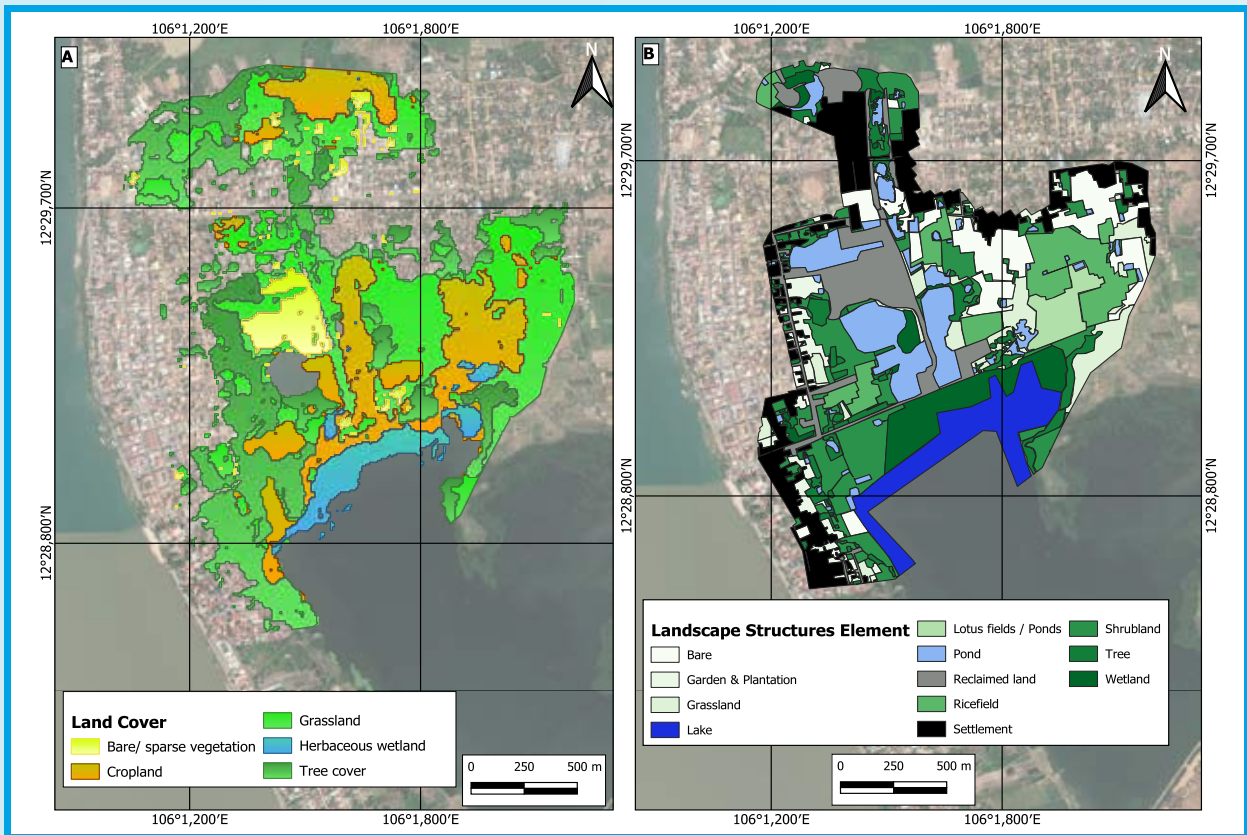 106°1,200′E 106°1,800′E
A
N
12°29,700′N
12°28,800′N
Land Cover
Bare/ sparse vegetation
Cropland
Grassland
Herbaceous wetland
Tree cover
0 250 500 m
106°1,200′E 106°1,800′E
106°1,200′E 106°1,800′E
B
N
12°29,700′N
12°29,700′N
12°28,800′N
12°28,800′N
Landscape Structures Element
Bare
Garden & Plantation
Grassland
Lake
Lotus fields / Ponds
Pond
Reclaimed land
Ricefield
Settlement
Shrubland
Tree
Wetland
0 250 500 m
106°1,200′E 106°1,800′E